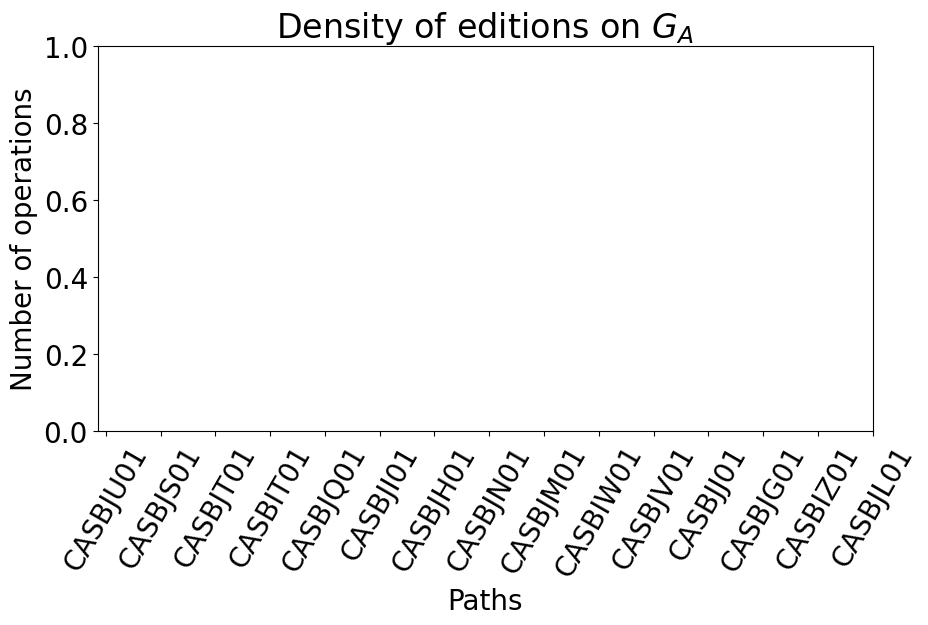 Density of editions on G_A
1.0
0.8
0.6
0.4
0.2
0.0
Number of operations
CASBJU01
CASBJS01
CASBJT01
CASBIT01
CASBJQ01
CASBJI01
CASBJH01
CASBJN01
CASBJM01
CASBIW01
CASBJV01
CASBJJ01
CASBJG01
CASBIZ01
CASBJL01
Paths